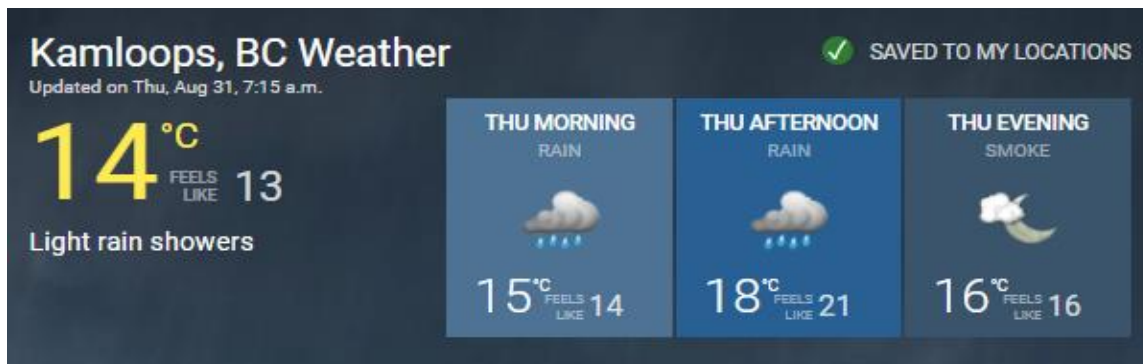 Kamloops, BC Weather
SAVED TO MY LOCATIONS
Updated on Thu, Aug 31, 7:15 a.m.
14 °C
FEELS LIKE 13
Light rain showers
THU MORNING
RAIN
15 °C FEELS LIKE 14
THU AFTERNOON
RAIN
18 °C FEELS LIKE 21
THU EVENING
SMOKE
16 °C FEELS LIKE 16